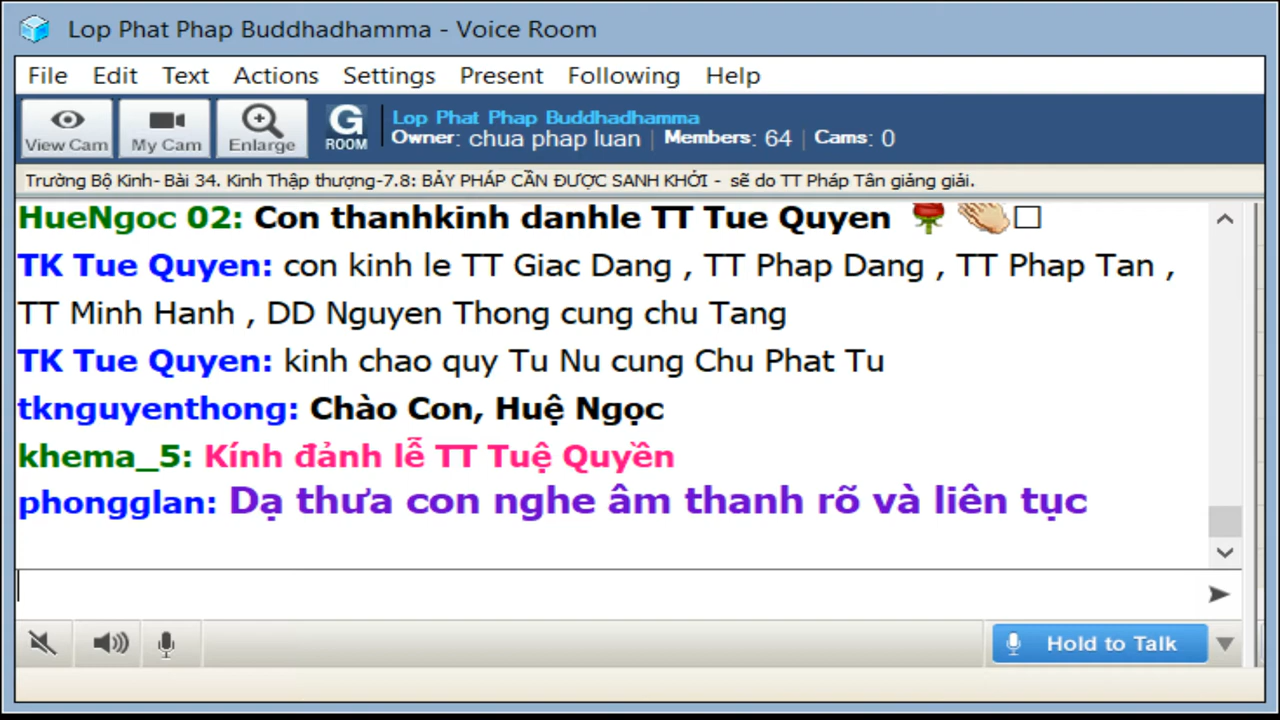 Lop Phat Phap Buddhadhamma - Voice Room
File Edit Text Actions Settings Present Following Help
View Cam My Cam Enlarge G ROOM
Lop Phat Phap Buddhadhamma
Owner: chua phap luan | Members: 64 | Cams: 0
Trường Bộ Kinh- Bài 34. Kinh Thập thượng-7.8: BẢY PHÁP CẦN ĐƯỢC SANH KHỞI - sẽ do TT Pháp Tân giảng giải.
HueNgoc 02: Con thanhkinh danhle TT Tue Quyen 🌹 👏 □
TK Tue Quyen: con kinh le TT Giac Dang , TT Phap Dang , TT Phap Tan ,
TT Minh Hanh , DD Nguyen Thong cung chu Tang
TK Tue Quyen: kinh chao quy Tu Nu cung Chu Phat Tu
tknguyenthong: Chào Con, Huệ Ngọc
khema_5: Kính đảnh lễ TT Tuệ Quyền
phongglan: Dạ thưa con nghe âm thanh rõ và liên tục
Hold to Talk